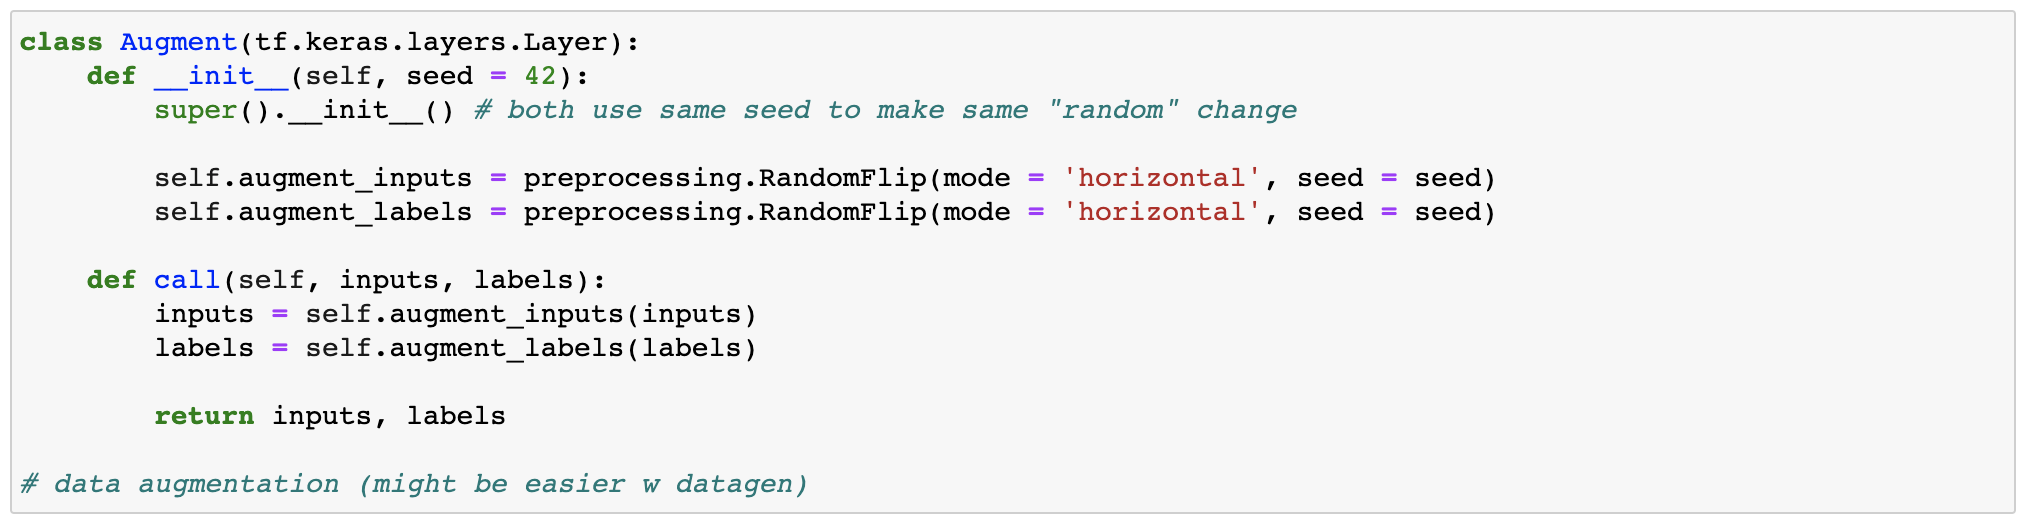 class Augment(tf.keras.layers.Layer):
    def __init__(self, seed = 42):
        super().__init__() # both use same seed to make same "random" change
        self.augment_inputs = preprocessing.RandomFlip(mode = 'horizontal', seed = seed)
        self.augment_labels = preprocessing.RandomFlip(mode = 'horizontal', seed = seed)
    def call(self, inputs, labels):
        inputs = self.augment_inputs(inputs)
        labels = self.augment_labels(labels)
        return inputs, labels
# data augmentation (might be easier w datagen)